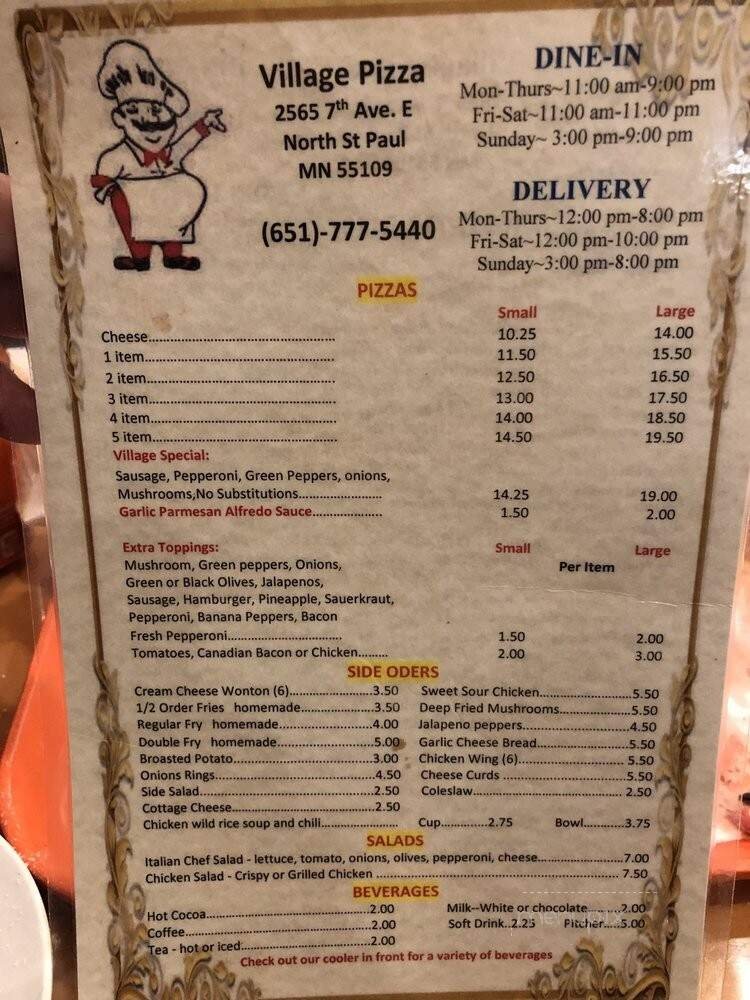 Village Pizza
2565 7th Ave. E
North St Paul
MN 55109
(651)-777-5440
DINE-IN
Mon-Thurs~11:00 am-9:00 pm
Fri-Sat~11:00 am-11:00 pm
Sunday~ 3:00 pm-9:00 pm
DELIVERY
Mon-Thurs~12:00 pm-8:00 pm
Fri-Sat~12:00 pm-10:00 pm
Sunday~3:00 pm-8:00 pm
PIZZAS
Small Large
Cheese 10.25 14.00
1 item 11.50 15.50
2 item 12.50 16.50
3 item 13.00 17.50
4 item 14.00 18.50
5 item 14.50 19.50
Village Special:
Sausage, Pepperoni, Green Peppers, onions,
Mushrooms,No Substitutions 14.25 19.00
Garlic Parmesan Alfredo Sauce 1.50 2.00
Extra Toppings: Small Large
Mushroom, Green peppers, Onions, Per Item
Green or Black Olives, Jalapenos,
Sausage, Hamburger, Pineapple, Sauerkraut,
Pepperoni, Banana Peppers, Bacon
Fresh Pepperoni 1.50 2.00
Tomatoes, Canadian Bacon or Chicken 2.00 3.00
SIDE ODERS
Cream Cheese Wonton (6) 3.50 Sweet Sour Chicken 5.50
1/2 Order Fries homemade 3.50 Deep Fried Mushrooms 5.50
Regular Fry homemade 4.00 Jalapeno peppers 4.50
Double Fry homemade 5.00 Garlic Cheese Bread 5.50
Broasted Potato 3.00 Chicken Wing (6) 5.50
Onions Rings 4.50 Cheese Curds 5.50
Side Salad 2.50 Coleslaw 2.50
Cottage Cheese 2.50
Chicken wild rice soup and chili Cup 2.75 Bowl 3.75
SALADS
Italian Chef Salad - lettuce, tomato, onions, olives, pepperoni, cheese 7.00
Chicken Salad - Crispy or Grilled Chicken 7.50
BEVERAGES
Hot Cocoa 2.00 Milk--White or chocolate 2.00
Coffee 2.00 Soft Drink..2.25 Pitcher 5.00
Tea - hot or iced 2.00
Check out our cooler in front for a variety of beverages